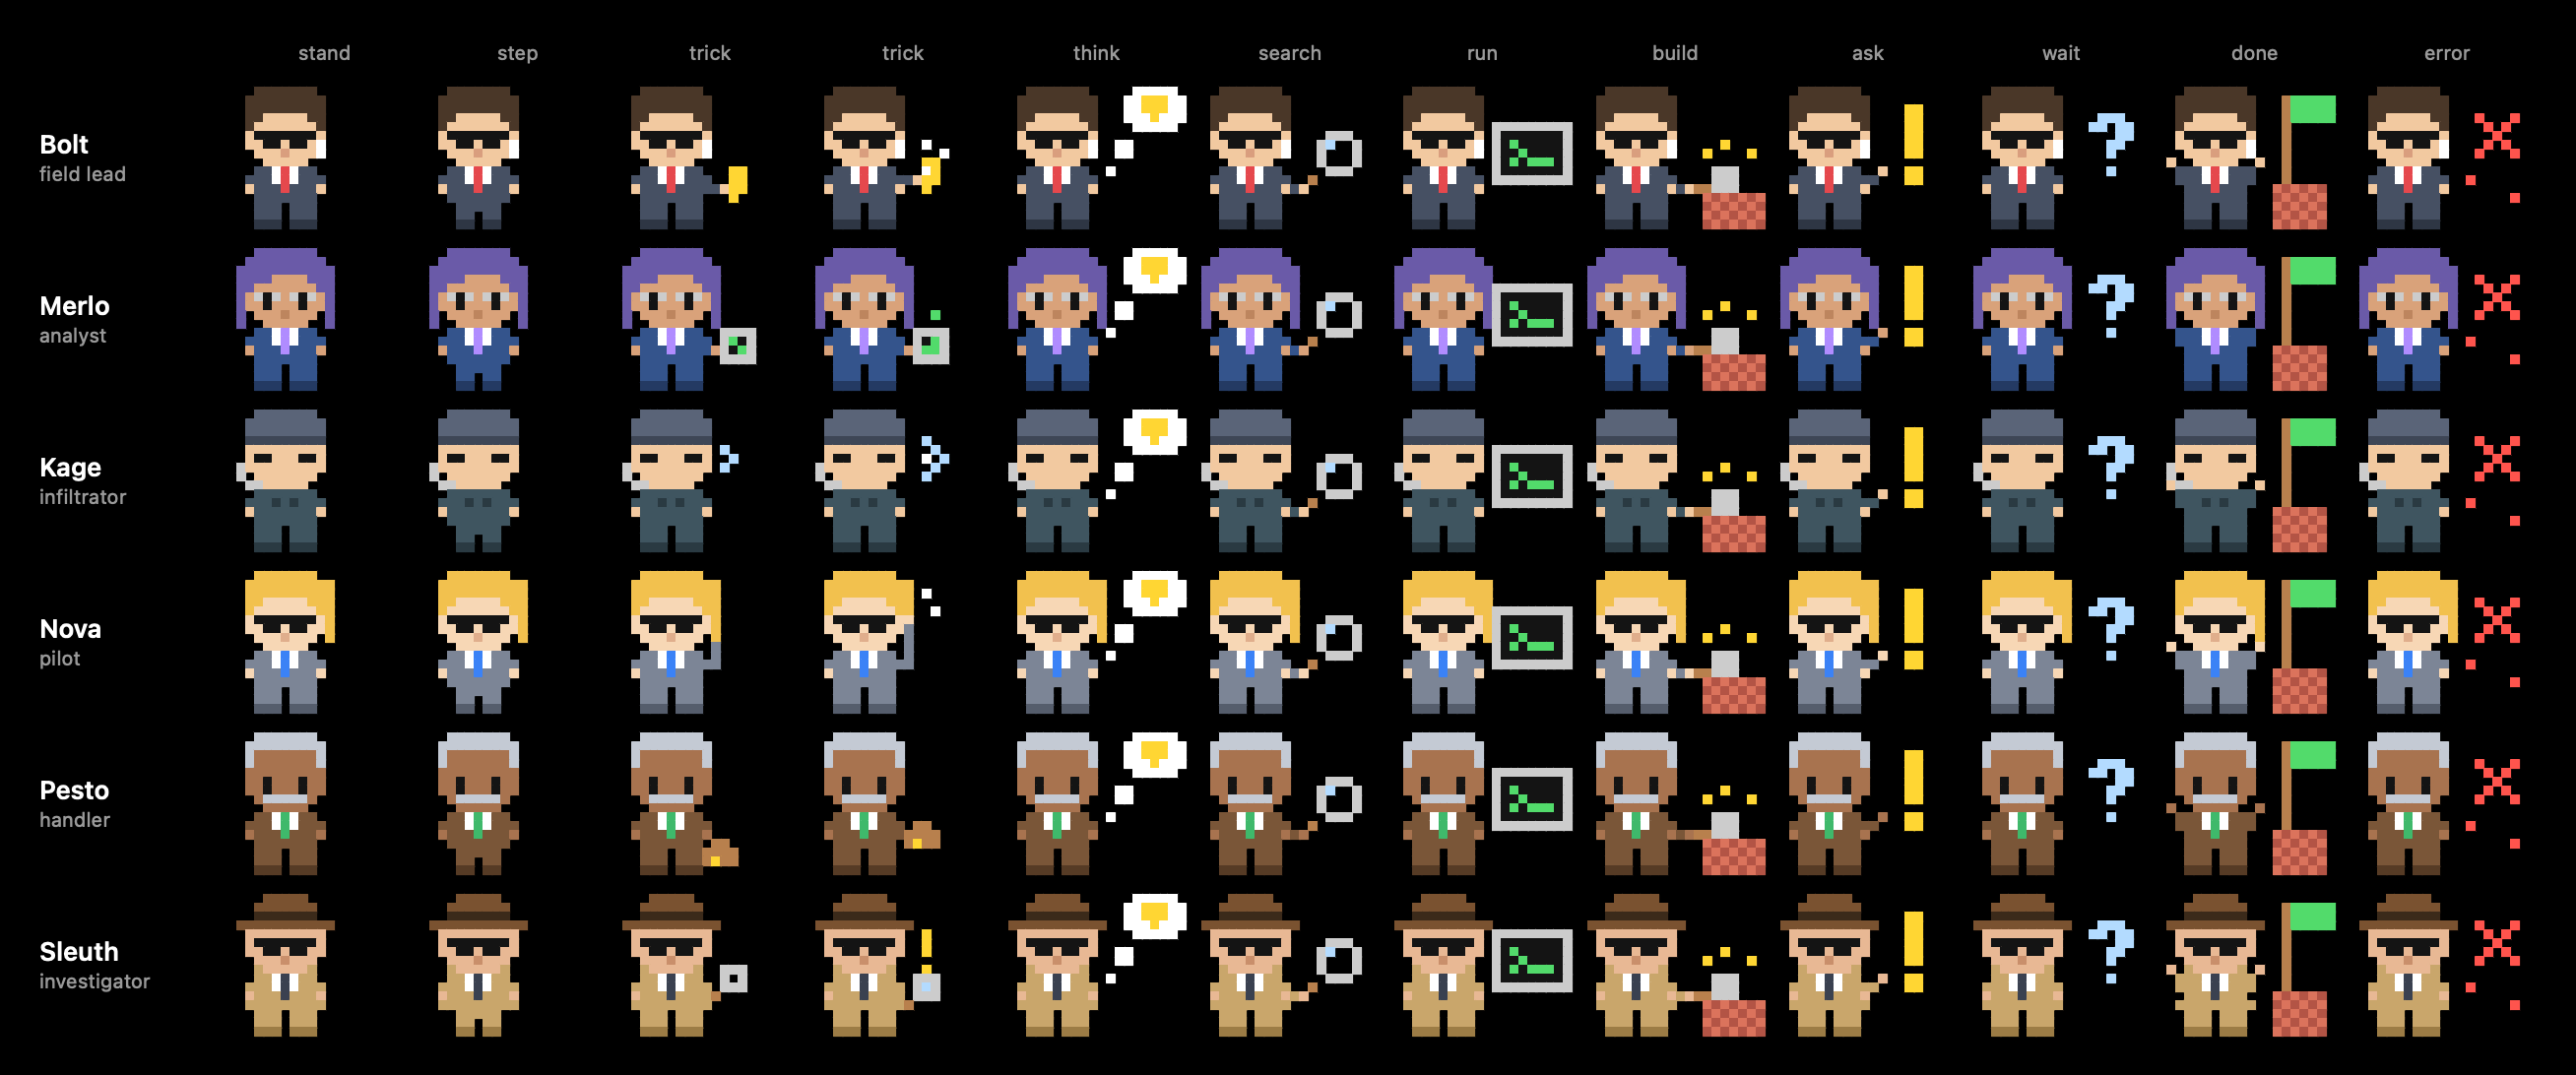 stand step trick trick think search run build ask wait done error
Bolt
field lead
Merlo
analyst
Kage
infiltrator
Nova
pilot
Pesto
handler
Sleuth
investigator